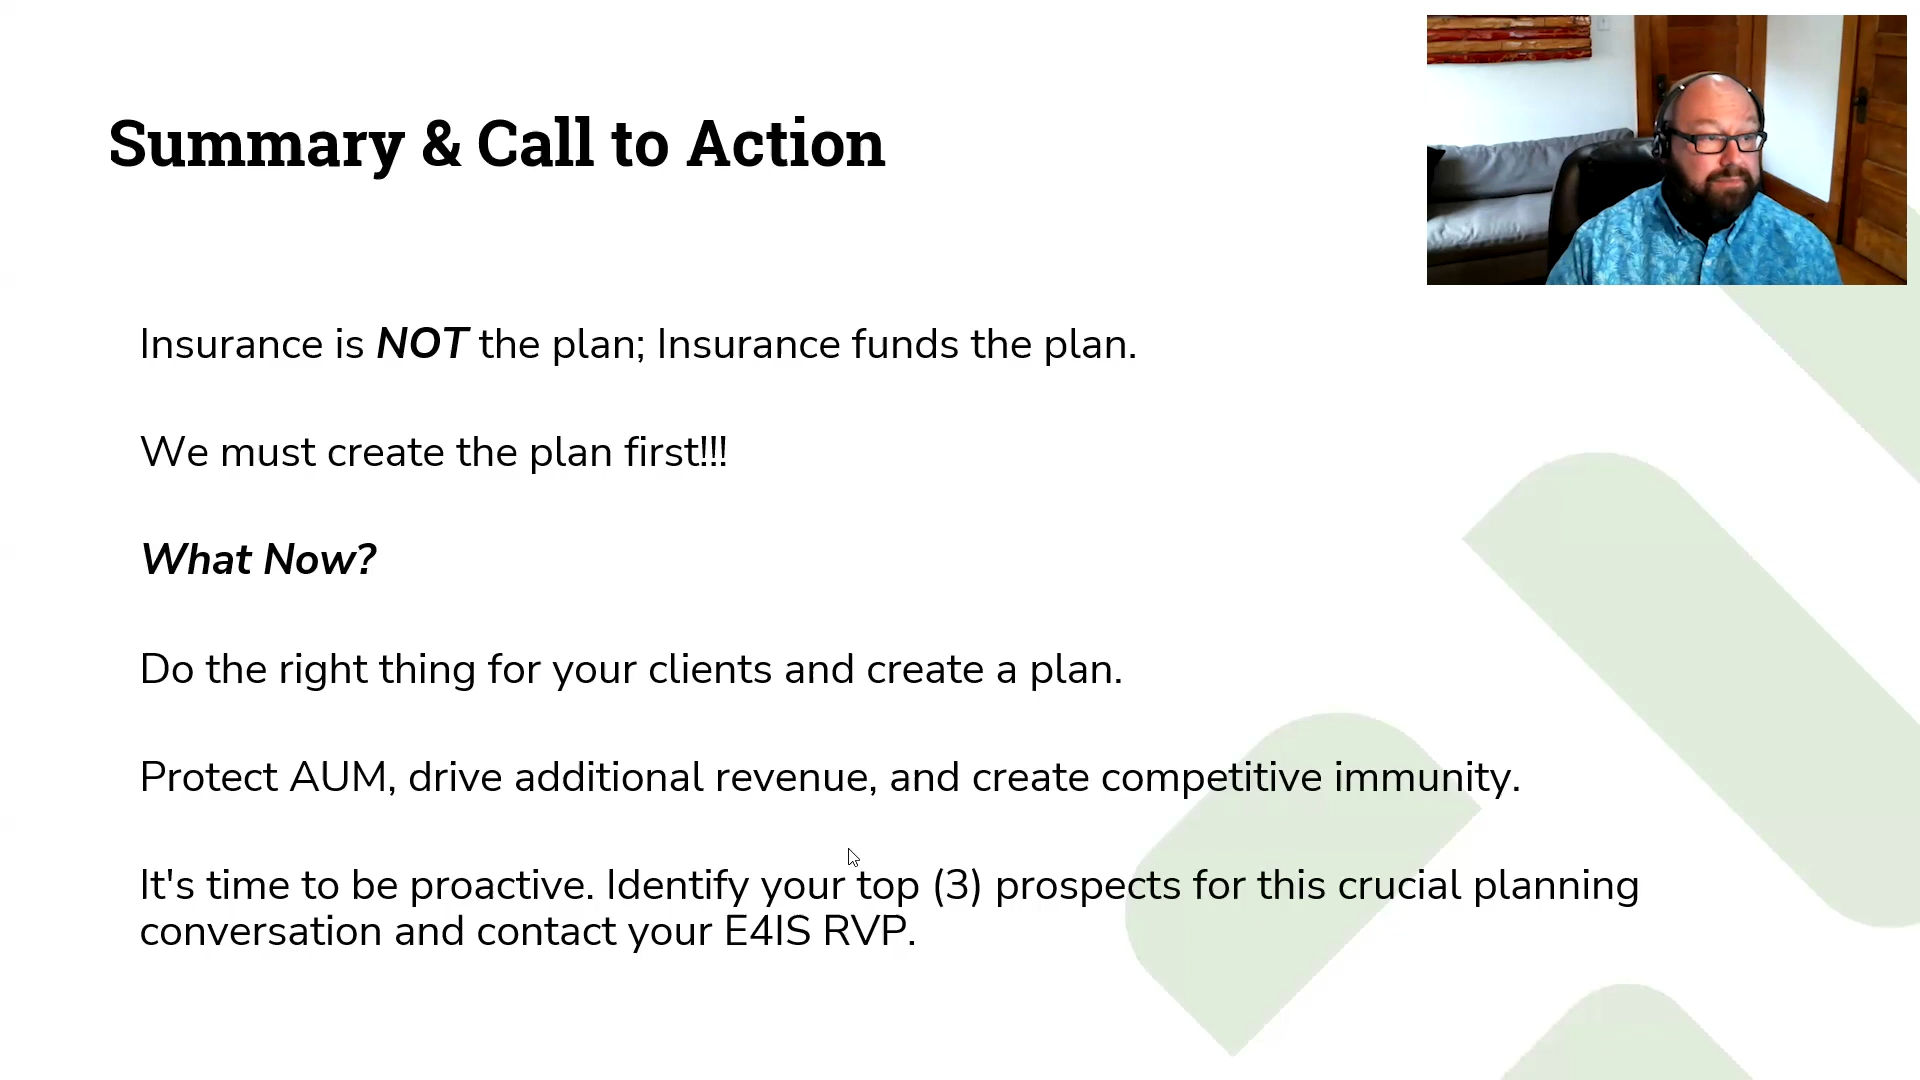 Summary & Call to Action
Insurance is NOT the plan; Insurance funds the plan.
We must create the plan first!!!
What Now?
Do the right thing for your clients and create a plan.
Protect AUM, drive additional revenue, and create competitive immunity.
It's time to be proactive. Identify your top (3) prospects for this crucial planning
conversation and contact your E4IS RVP.